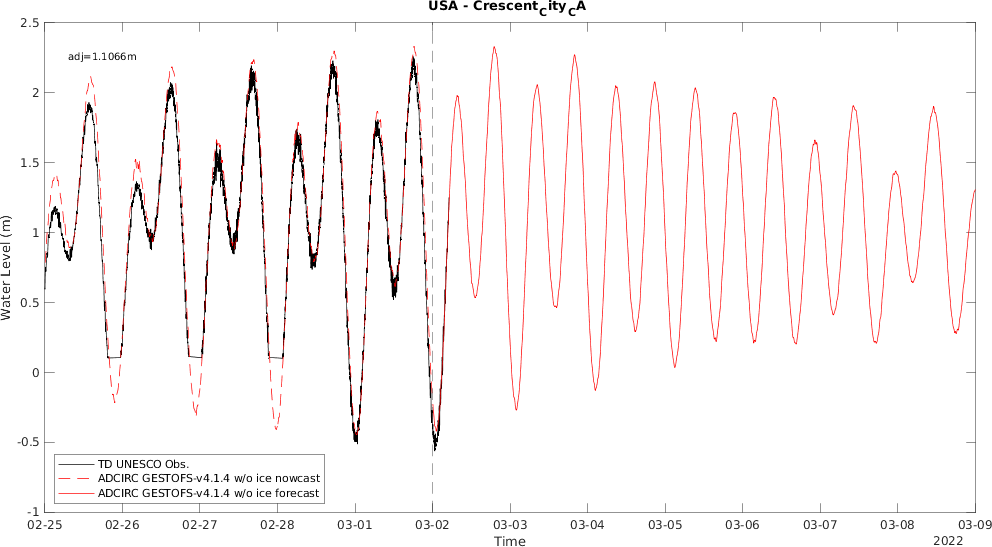 USA - Crescent_City_CA
2.5
adj=1.1066m
2
1.5
1
0.5
0
-0.5
-1
Water Level (m)
TD UNESCO Obs.
ADCIRC GESTOFS-v4.1.4 w/o ice nowcast
ADCIRC GESTOFS-v4.1.4 w/o ice forecast
02-25 02-26 02-27 02-28 03-01 03-02 03-03 03-04 03-05 03-06 03-07 03-08 03-09
Time
2022